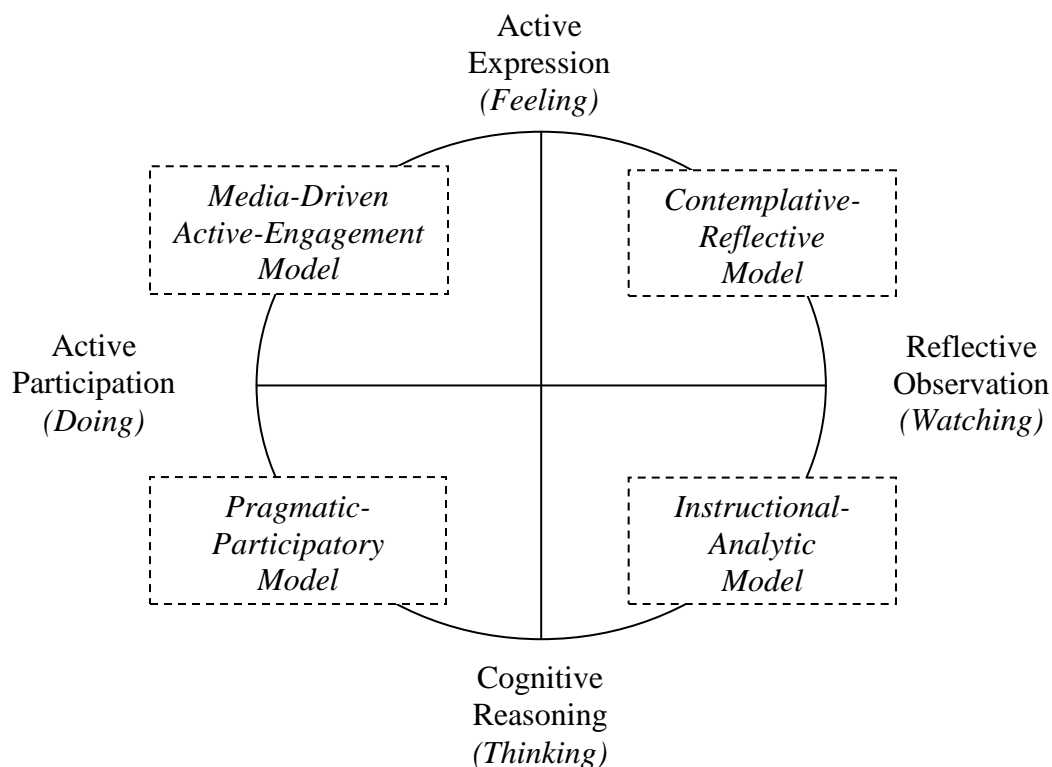 Active
Expression
(Feeling)
Media-Driven
Active-Engagement
Model
Contemplative-
Reflective
Model
Active
Participation
(Doing)
Reflective
Observation
(Watching)
Pragmatic-
Participatory
Model
Instructional-
Analytic
Model
Cognitive
Reasoning
(Thinking)